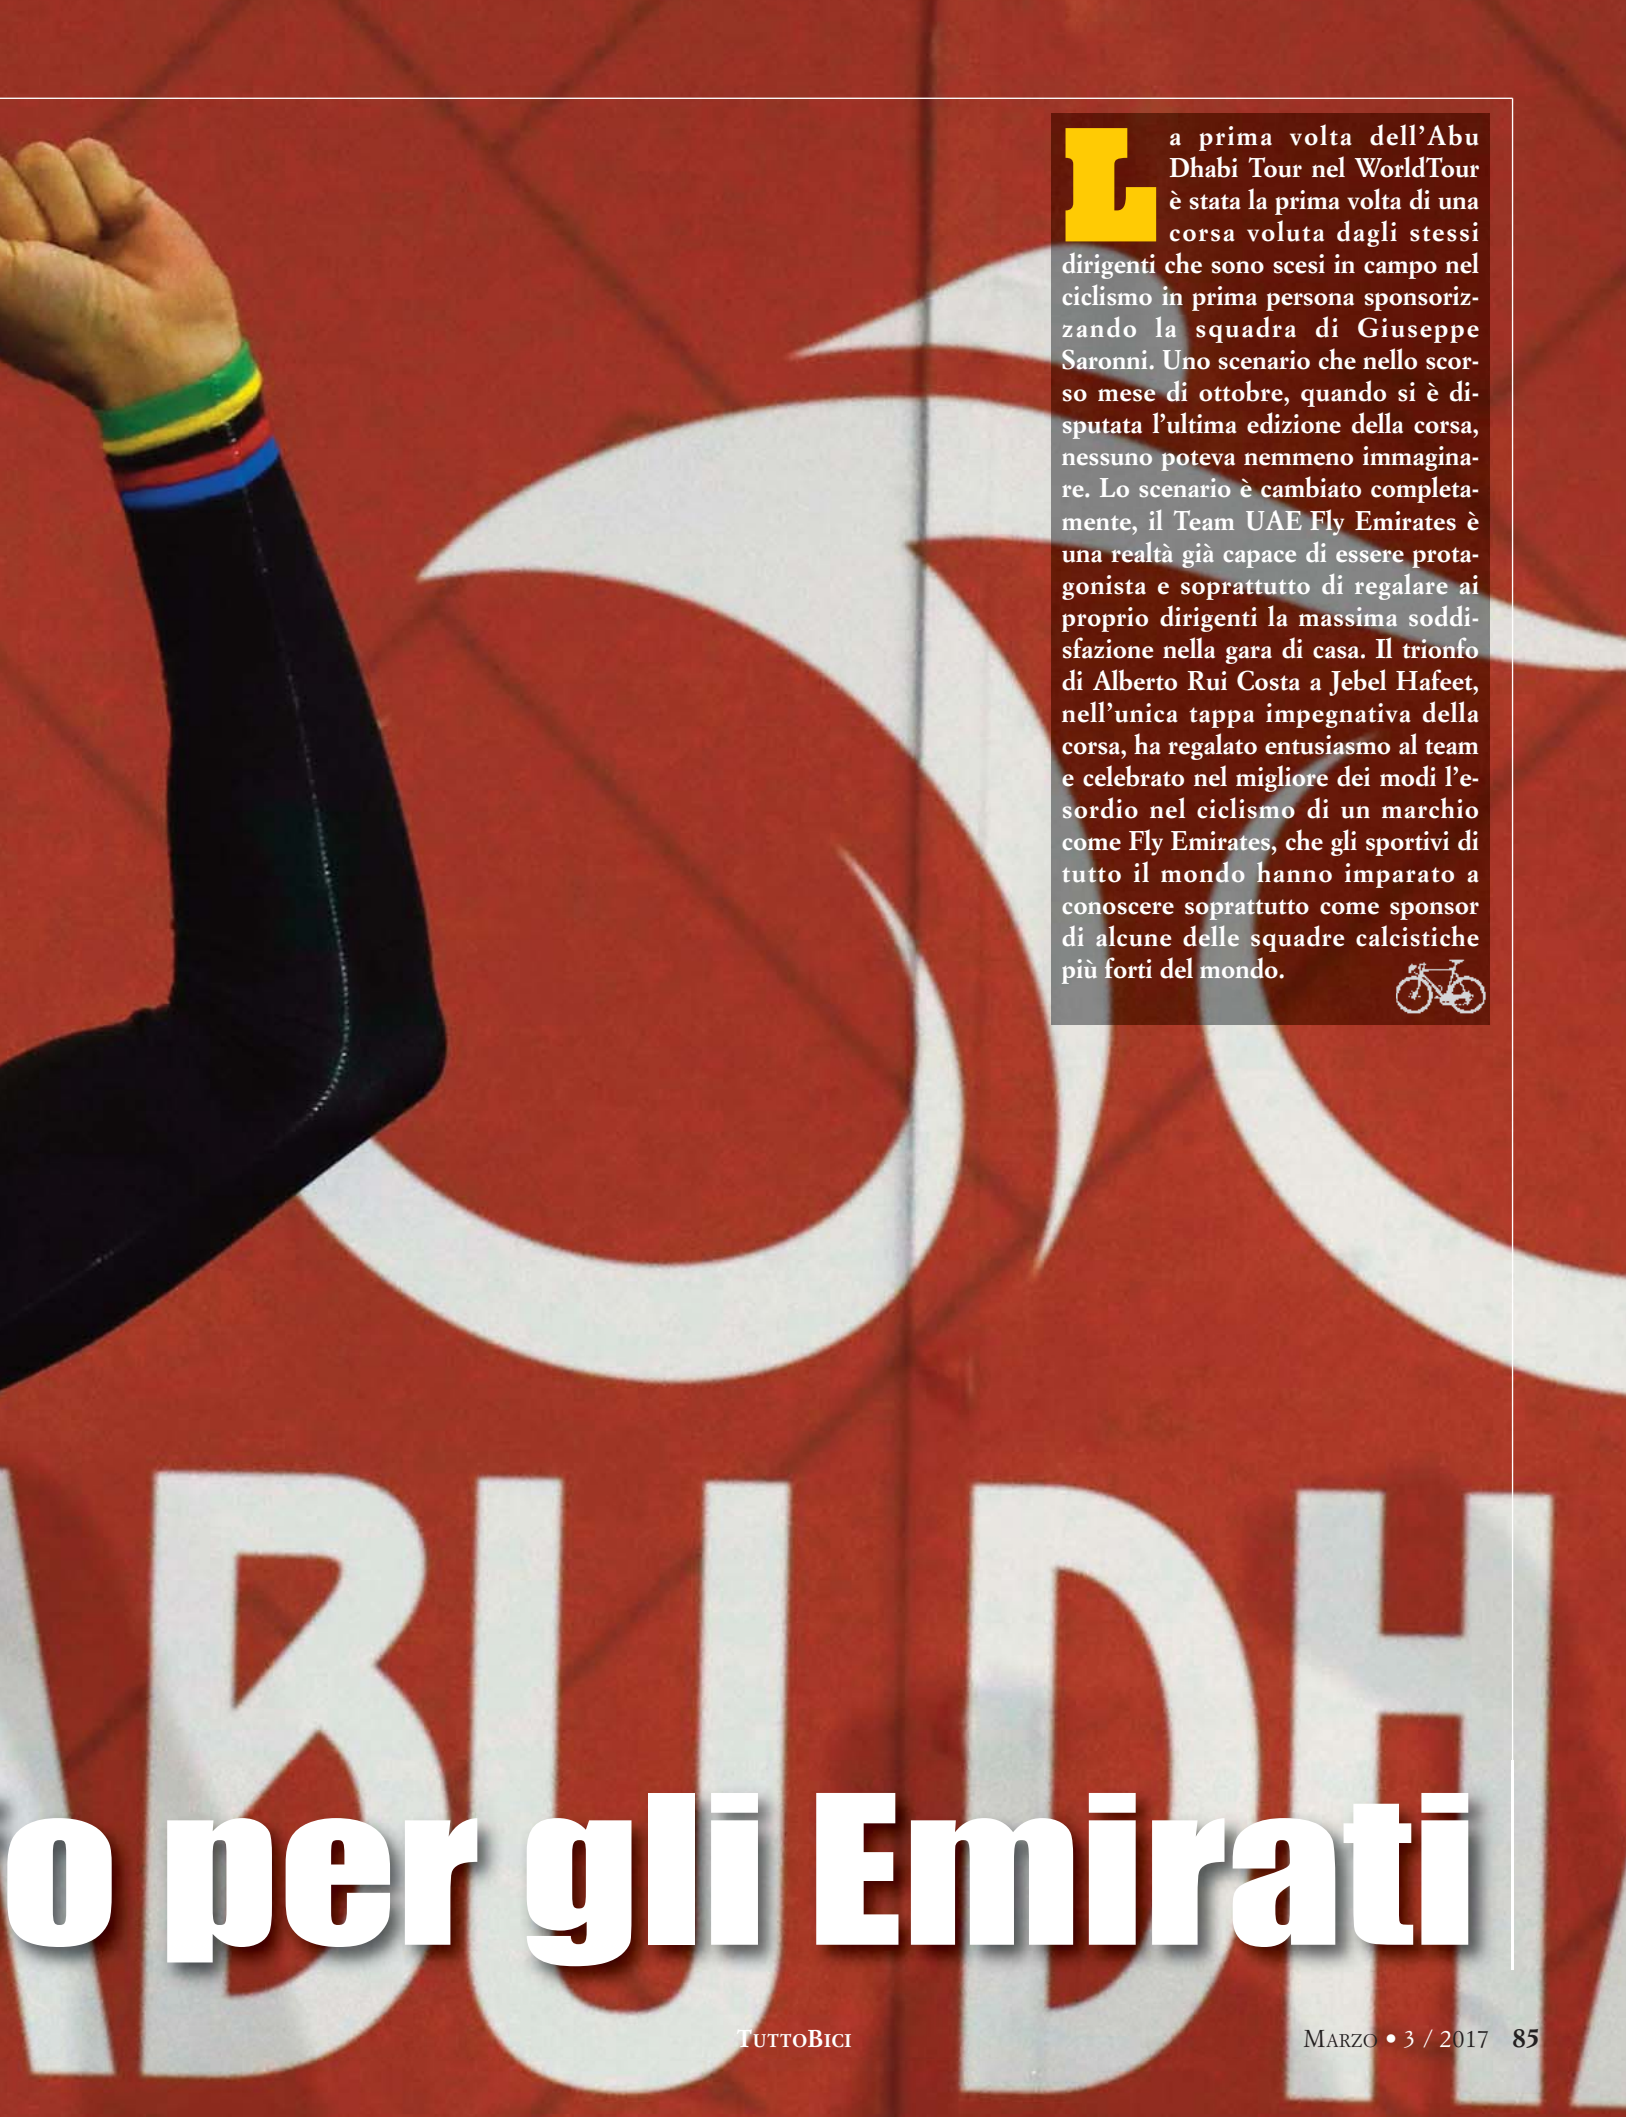 La prima volta dell'Abu
Dhabi Tour nel WorldTour
è stata la prima volta di una
corsa voluta dagli stessi
dirigenti che sono scesi in campo nel
ciclismo in prima persona sponsoriz-
zando la squadra di Giuseppe
Saronni. Uno scenario che nello scor-
so mese di ottobre, quando si è di-
sputata l'ultima edizione della corsa,
nessuno poteva nemmeno immagina-
re. Lo scenario è cambiato completa-
mente, il Team UAE Fly Emirates è
una realtà già capace di essere prota-
gonista e soprattutto di regalare ai
proprio dirigenti la massima soddi-
sfazione nella gara di casa. Il trionfo
di Alberto Rui Costa a Jebel Hafeet,
nell'unica tappa impegnativa della
corsa, ha regalato entusiasmo al team
e celebrato nel migliore dei modi l'e-
sordio nel ciclismo di un marchio
come Fly Emirates, che gli sportivi di
tutto il mondo hanno imparato a
conoscere soprattutto come sponsor
di alcune delle squadre calcistiche
più forti del mondo.
ABU DHA
o per gli Emirati
TUTTOBICI
MARZO • 3 / 2017 85